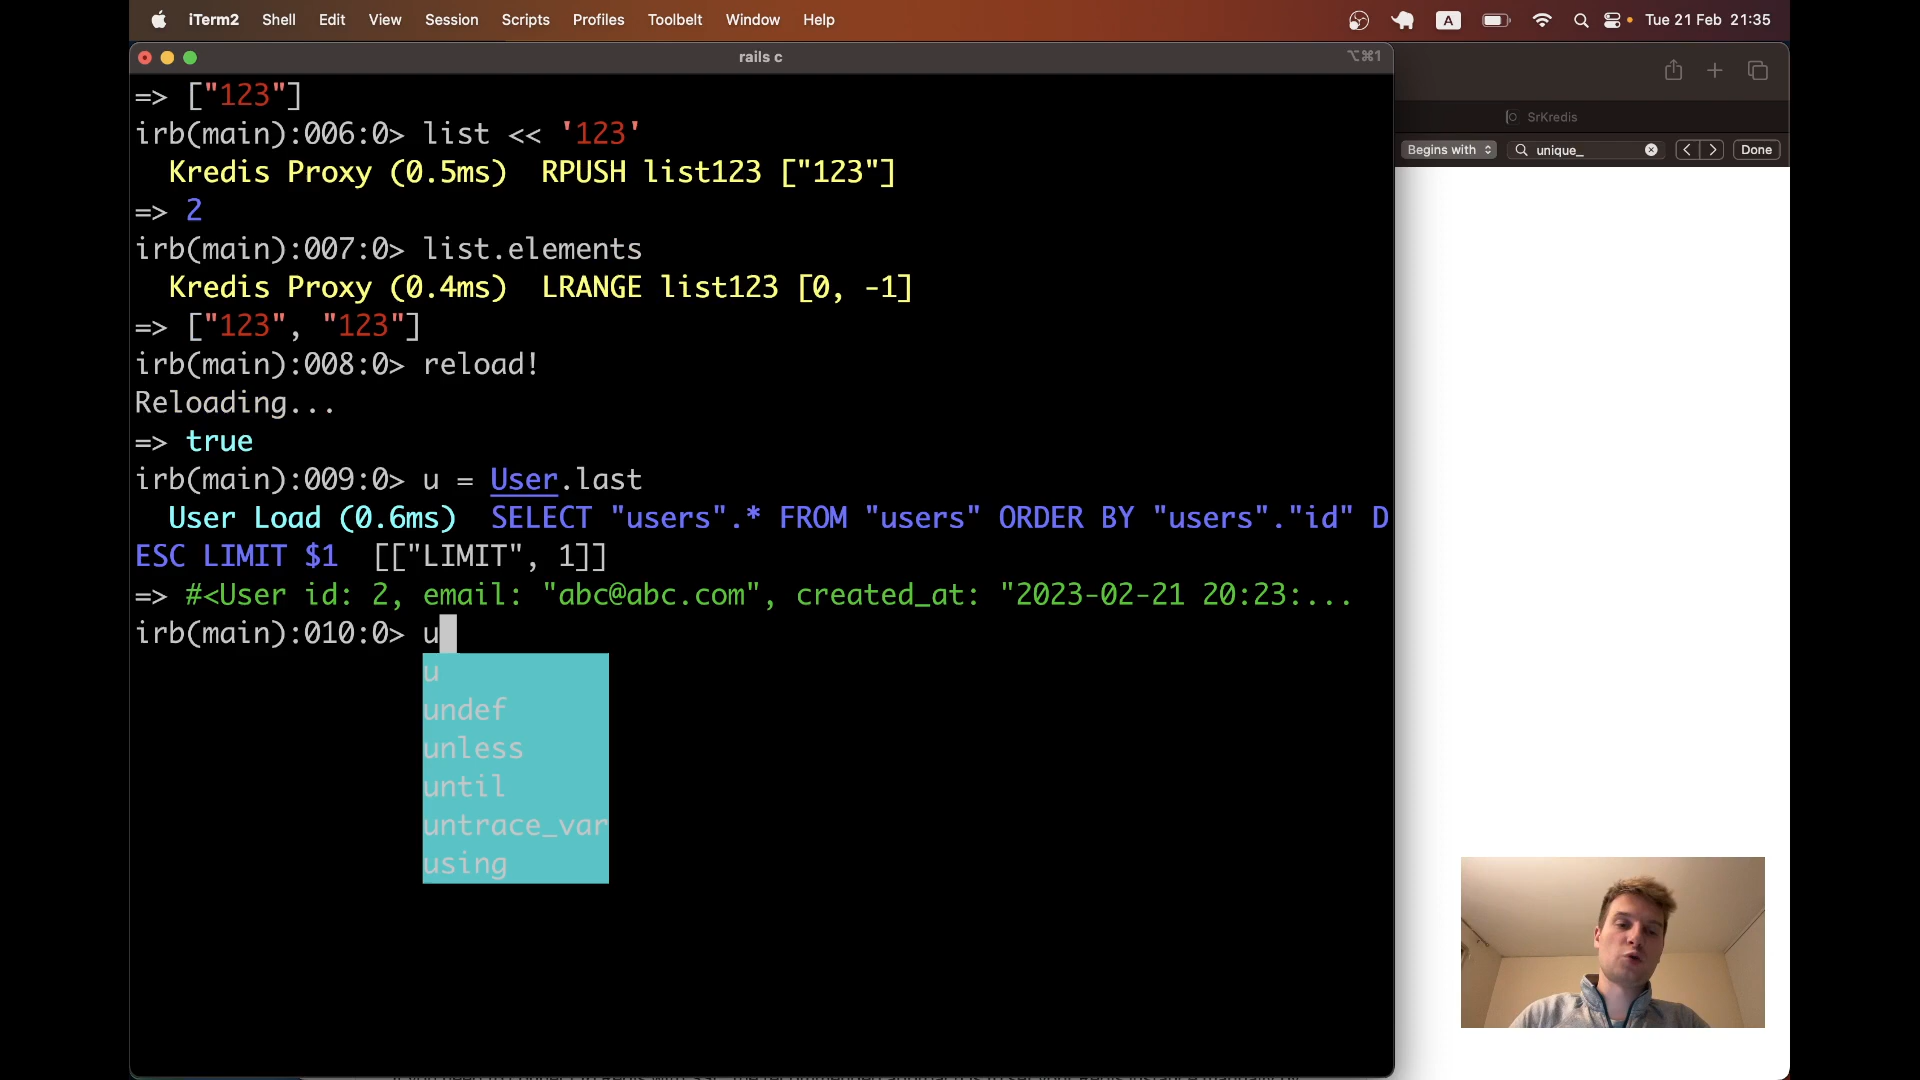 iTerm2 Shell Edit View Session Scripts Profiles Toolbelt Window Help A Tue 21 Feb 21:35
rails c ⌥⌘1
=> ["123"]
irb(main):006:0> list << '123'
Kredis Proxy (0.5ms) RPUSH list123 ["123"]
=> 2
irb(main):007:0> list.elements
Kredis Proxy (0.4ms) LRANGE list123 [0, -1]
=> ["123", "123"]
irb(main):008:0> reload!
Reloading...
=> true
irb(main):009:0> u = User.last
User Load (0.6ms) SELECT "users".* FROM "users" ORDER BY "users"."id" D
ESC LIMIT $1 [["LIMIT", 1]]
=> #<User id: 2, email: "abc@abc.com", created_at: "2023-02-21 20:23:...
irb(main):010:0> u
u
undef
unless
until
untrace_var
using
SrKredis
Begins with unique_ Done